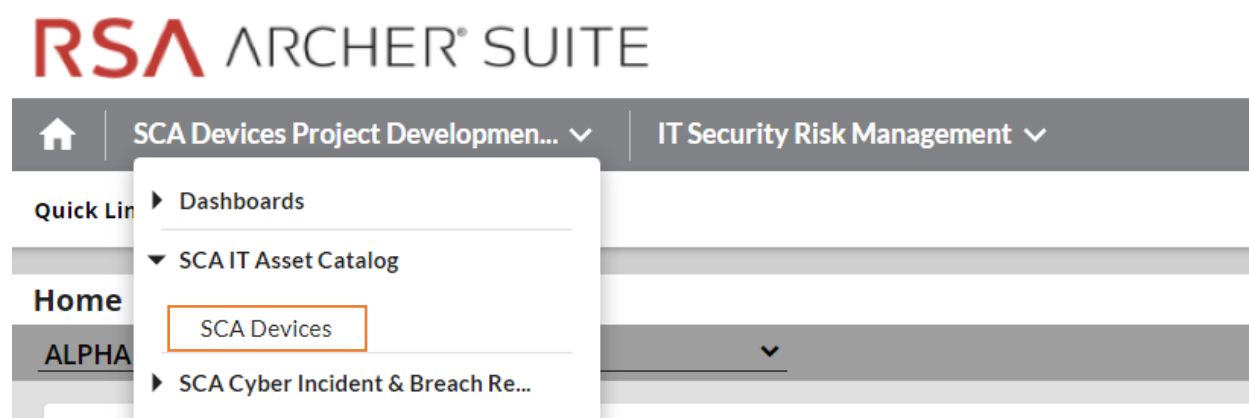 RSA ARCHER® SUITE
SCA Devices Project Developmen... IT Security Risk Management
Dashboards
Quick Lin
SCA IT Asset Catalog
Home
SCA Devices
ALPHA
SCA Cyber Incident & Breach Re...